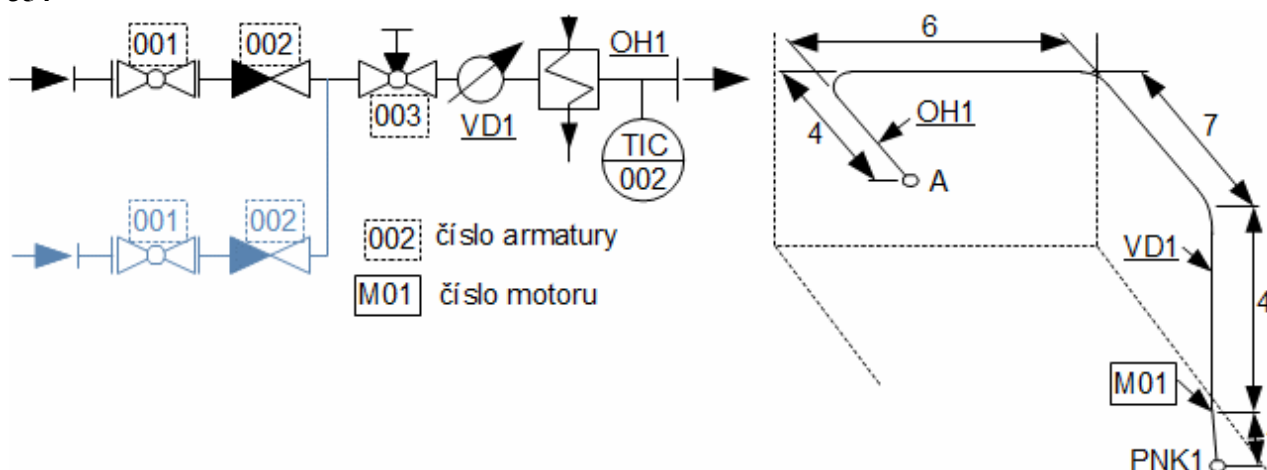 001
002
003
VD1
OH1
TIC
002
001
002
002 číslo armatury
M01 číslo motoru
6
4
OH1
A
7
VD1
4
M01
PNK1